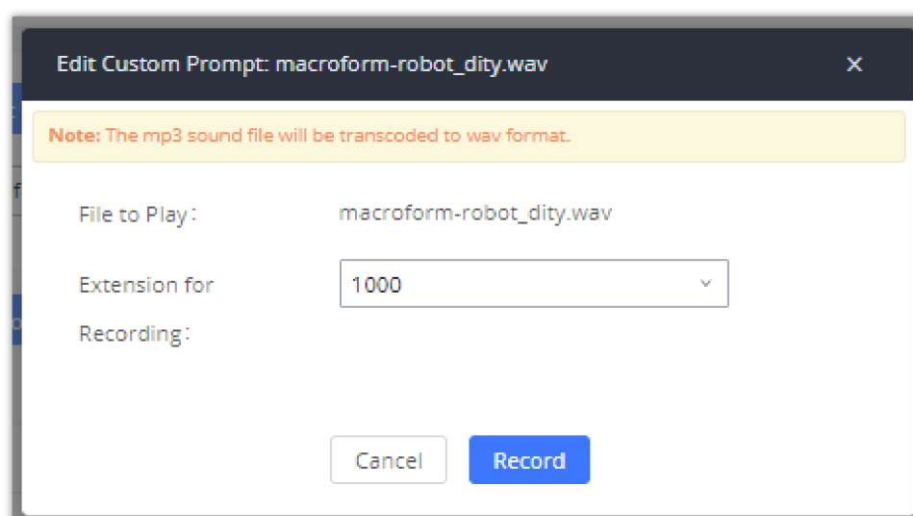 Edit Custom Prompt: macroform-robot_dity.wav
Note: The mp3 sound file will be transcoded to wav format.
File to Play: macroform-robot_dity.wav
Extension for 1000
Recording:
Cancel Record